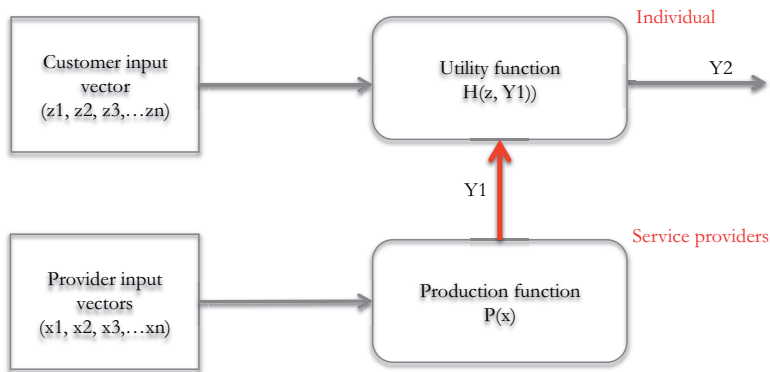 Individual
Customer input
vector
(z1, z2, z3,…zn)
Utility function
H(z, Y1))
Y2
Y1
Service providers
Provider input
vectors
(x1, x2, x3,…xn)
Production function
P(x)